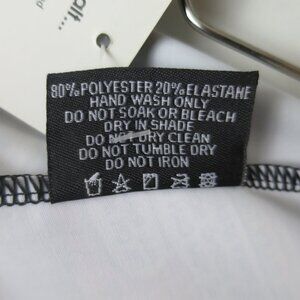 alt...
80% POLYESTER 20% ELASTANE
HAND WASH ONLY
DO NOT SOAK OR BLEACH
DRY IN SHADE
DO NOT DRY CLEAN
DO NOT TUMBLE DRY
DO NOT IRON